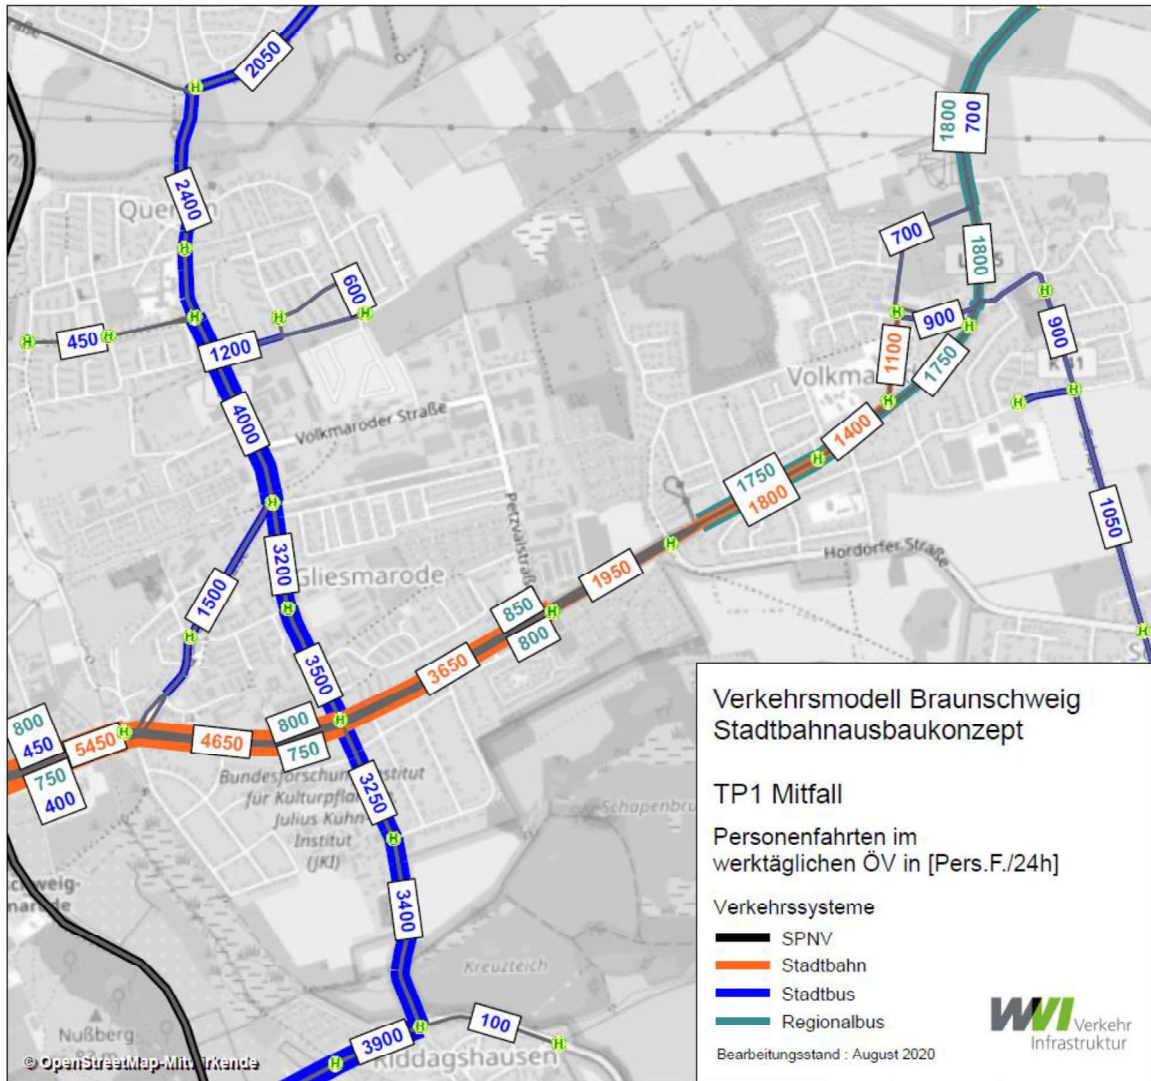 2050
1800
700
2400
700
1800
600
450
1200
900
900
1100
1750
4000
Volkmaroder Straße
1400
1750
1800
Petzvalstraße
1050
3200
Gliesmarode
Hordorfer Straße
1950
1500
850
800
3500
3650
800
450
5450
4650
800
750
750
400
Bundesforschungsinstitut
für Kulturpflanzen
Julius Kühn-
Institut
(JKI)
3250
3400
Kreuzteich
Nußberg
100
3900
Riddagshausen
© OpenStreetMap-Mitwirkende
Verkehrsmodell Braunschweig
Stadtbahnausbaukonzept
TP1 Mitfall
Personenfahrten im
werktäglichen ÖV in [Pers.F./24h]
Verkehrssysteme
SPNV
Stadtbahn
Stadtbus
Regionalbus
Bearbeitungsstand : August 2020
WVI Verkehr
Infrastruktur